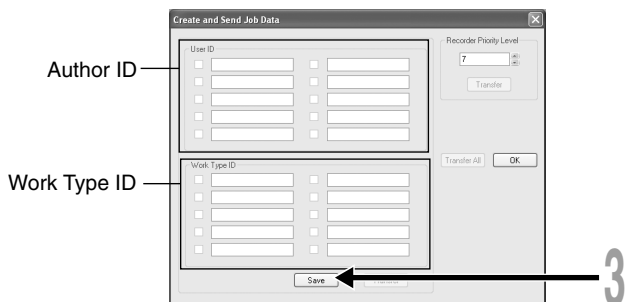 Create and Send Job Data
Author ID
User ID
Recorder Priority Level
7
Transfer
Work Type ID
Work Type ID
Transfer All
OK
Save
Transfer
3